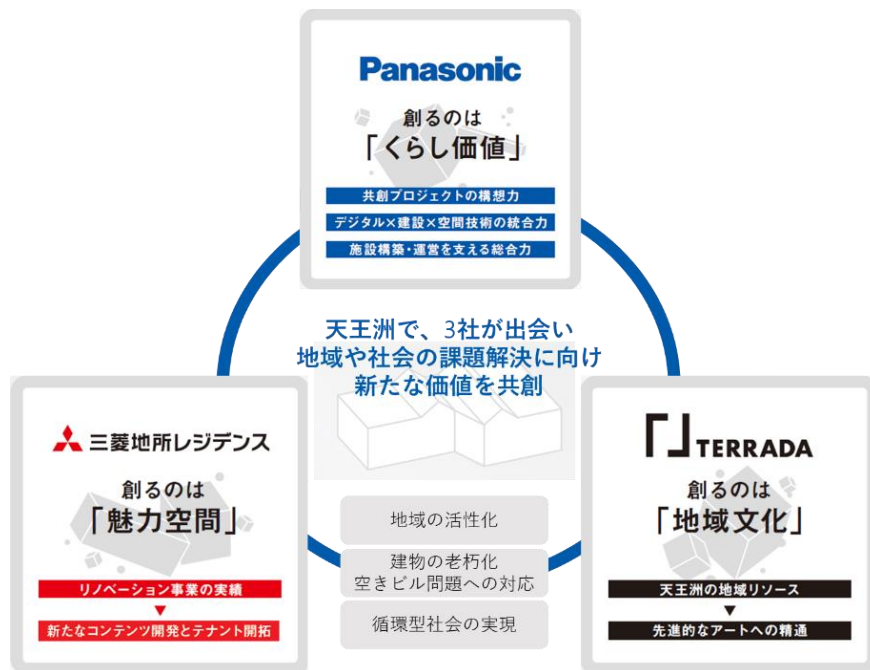 Panasonic
創るのは
「くらし価値」
共創プロジェクトの構想力
デジタル×建設×空間技術の統合力
施設構築・運営を支える総合力
天王洲で、3社が出会い
地域や社会の課題解決に向け
新たな価値を共創
三菱地所レジデンス
創るのは
「魅力空間」
リノベーション事業の実績
▼
新たなコンテンツ開発とテナント開拓
地域の活性化
建物の老朽化
空きビル問題への対応
循環型社会の実現
TERRADA
創るのは
「地域文化」
天王洲の地域リソース
▼
先進的なアートへの精通